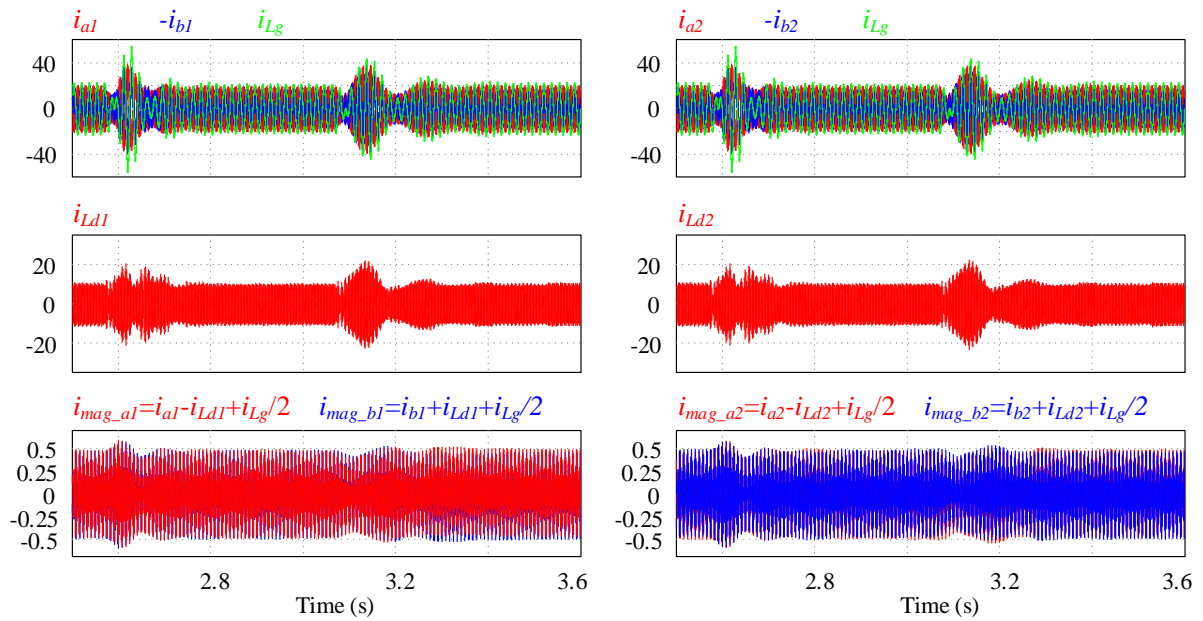 i_a1 -i_b1 i_Lg
40
0
-40
i_Ld1
20
0
-20
i_mag_a1=i_a1-i_Ld1+i_Lg/2 i_mag_b1=i_b1+i_Ld1+i_Lg/2
0.5
0.25
0
-0.25
-0.5
2.8 3.2 3.6
Time (s)
i_a2 -i_b2 i_Lg
40
0
-40
i_Ld2
20
0
-20
i_mag_a2=i_a2-i_Ld2+i_Lg/2 i_mag_b2=i_b2+i_Ld2+i_Lg/2
0.5
0.25
0
-0.25
-0.5
2.8 3.2 3.6
Time (s)